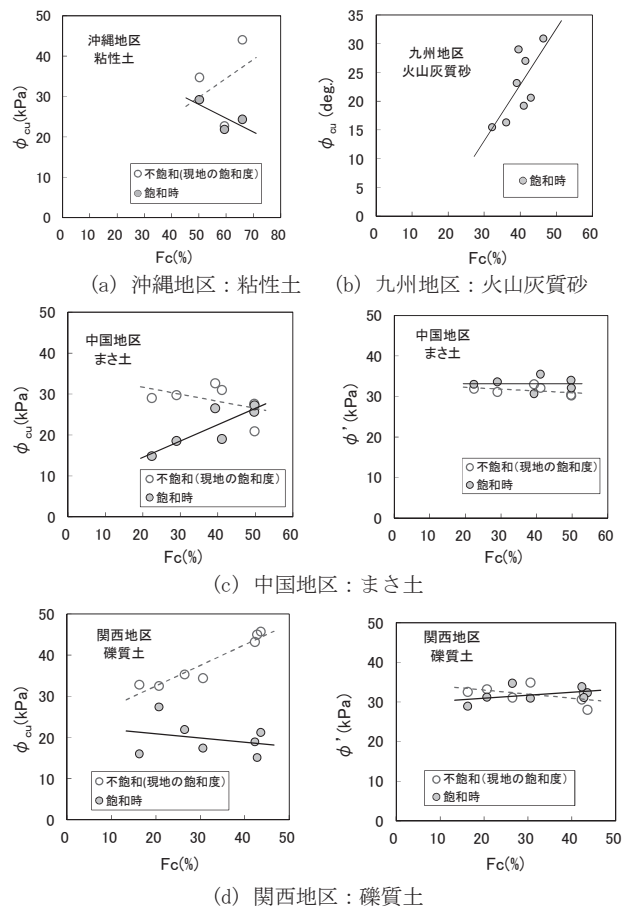 沖縄地区
粘性土
φcu(kPa)
50
40
30
20
10
0
不飽和(現地の飽和度)
飽和時
0 10 20 30 40 50 60 70 80
Fc(%)
(a) 沖縄地区：粘性土
九州地区
火山灰質砂
φcu (deg.)
35
30
25
20
15
10
5
0
飽和時
0 10 20 30 40 50 60
Fc(%)
(b) 九州地区：火山灰質砂
中国地区
まさ土
φcu(kPa)
50
40
30
20
10
0
不飽和(現地の飽和度)
飽和時
0 10 20 30 40 50 60
Fc(%)
中国地区
まさ土
φ'(kPa)
50
40
30
20
10
0
不飽和(現地の飽和度)
飽和時
0 10 20 30 40 50 60
Fc(%)
(c) 中国地区：まさ土
関西地区
礫質土
φcu(kPa)
50
40
30
20
10
0
不飽和(現地の飽和度)
飽和時
0 10 20 30 40 50
Fc(%)
関西地区
礫質土
φ'(kPa)
50
40
30
20
10
0
不飽和(現地の飽和度)
飽和時
0 10 20 30 40 50
Fc(%)
(d) 関西地区：礫質土